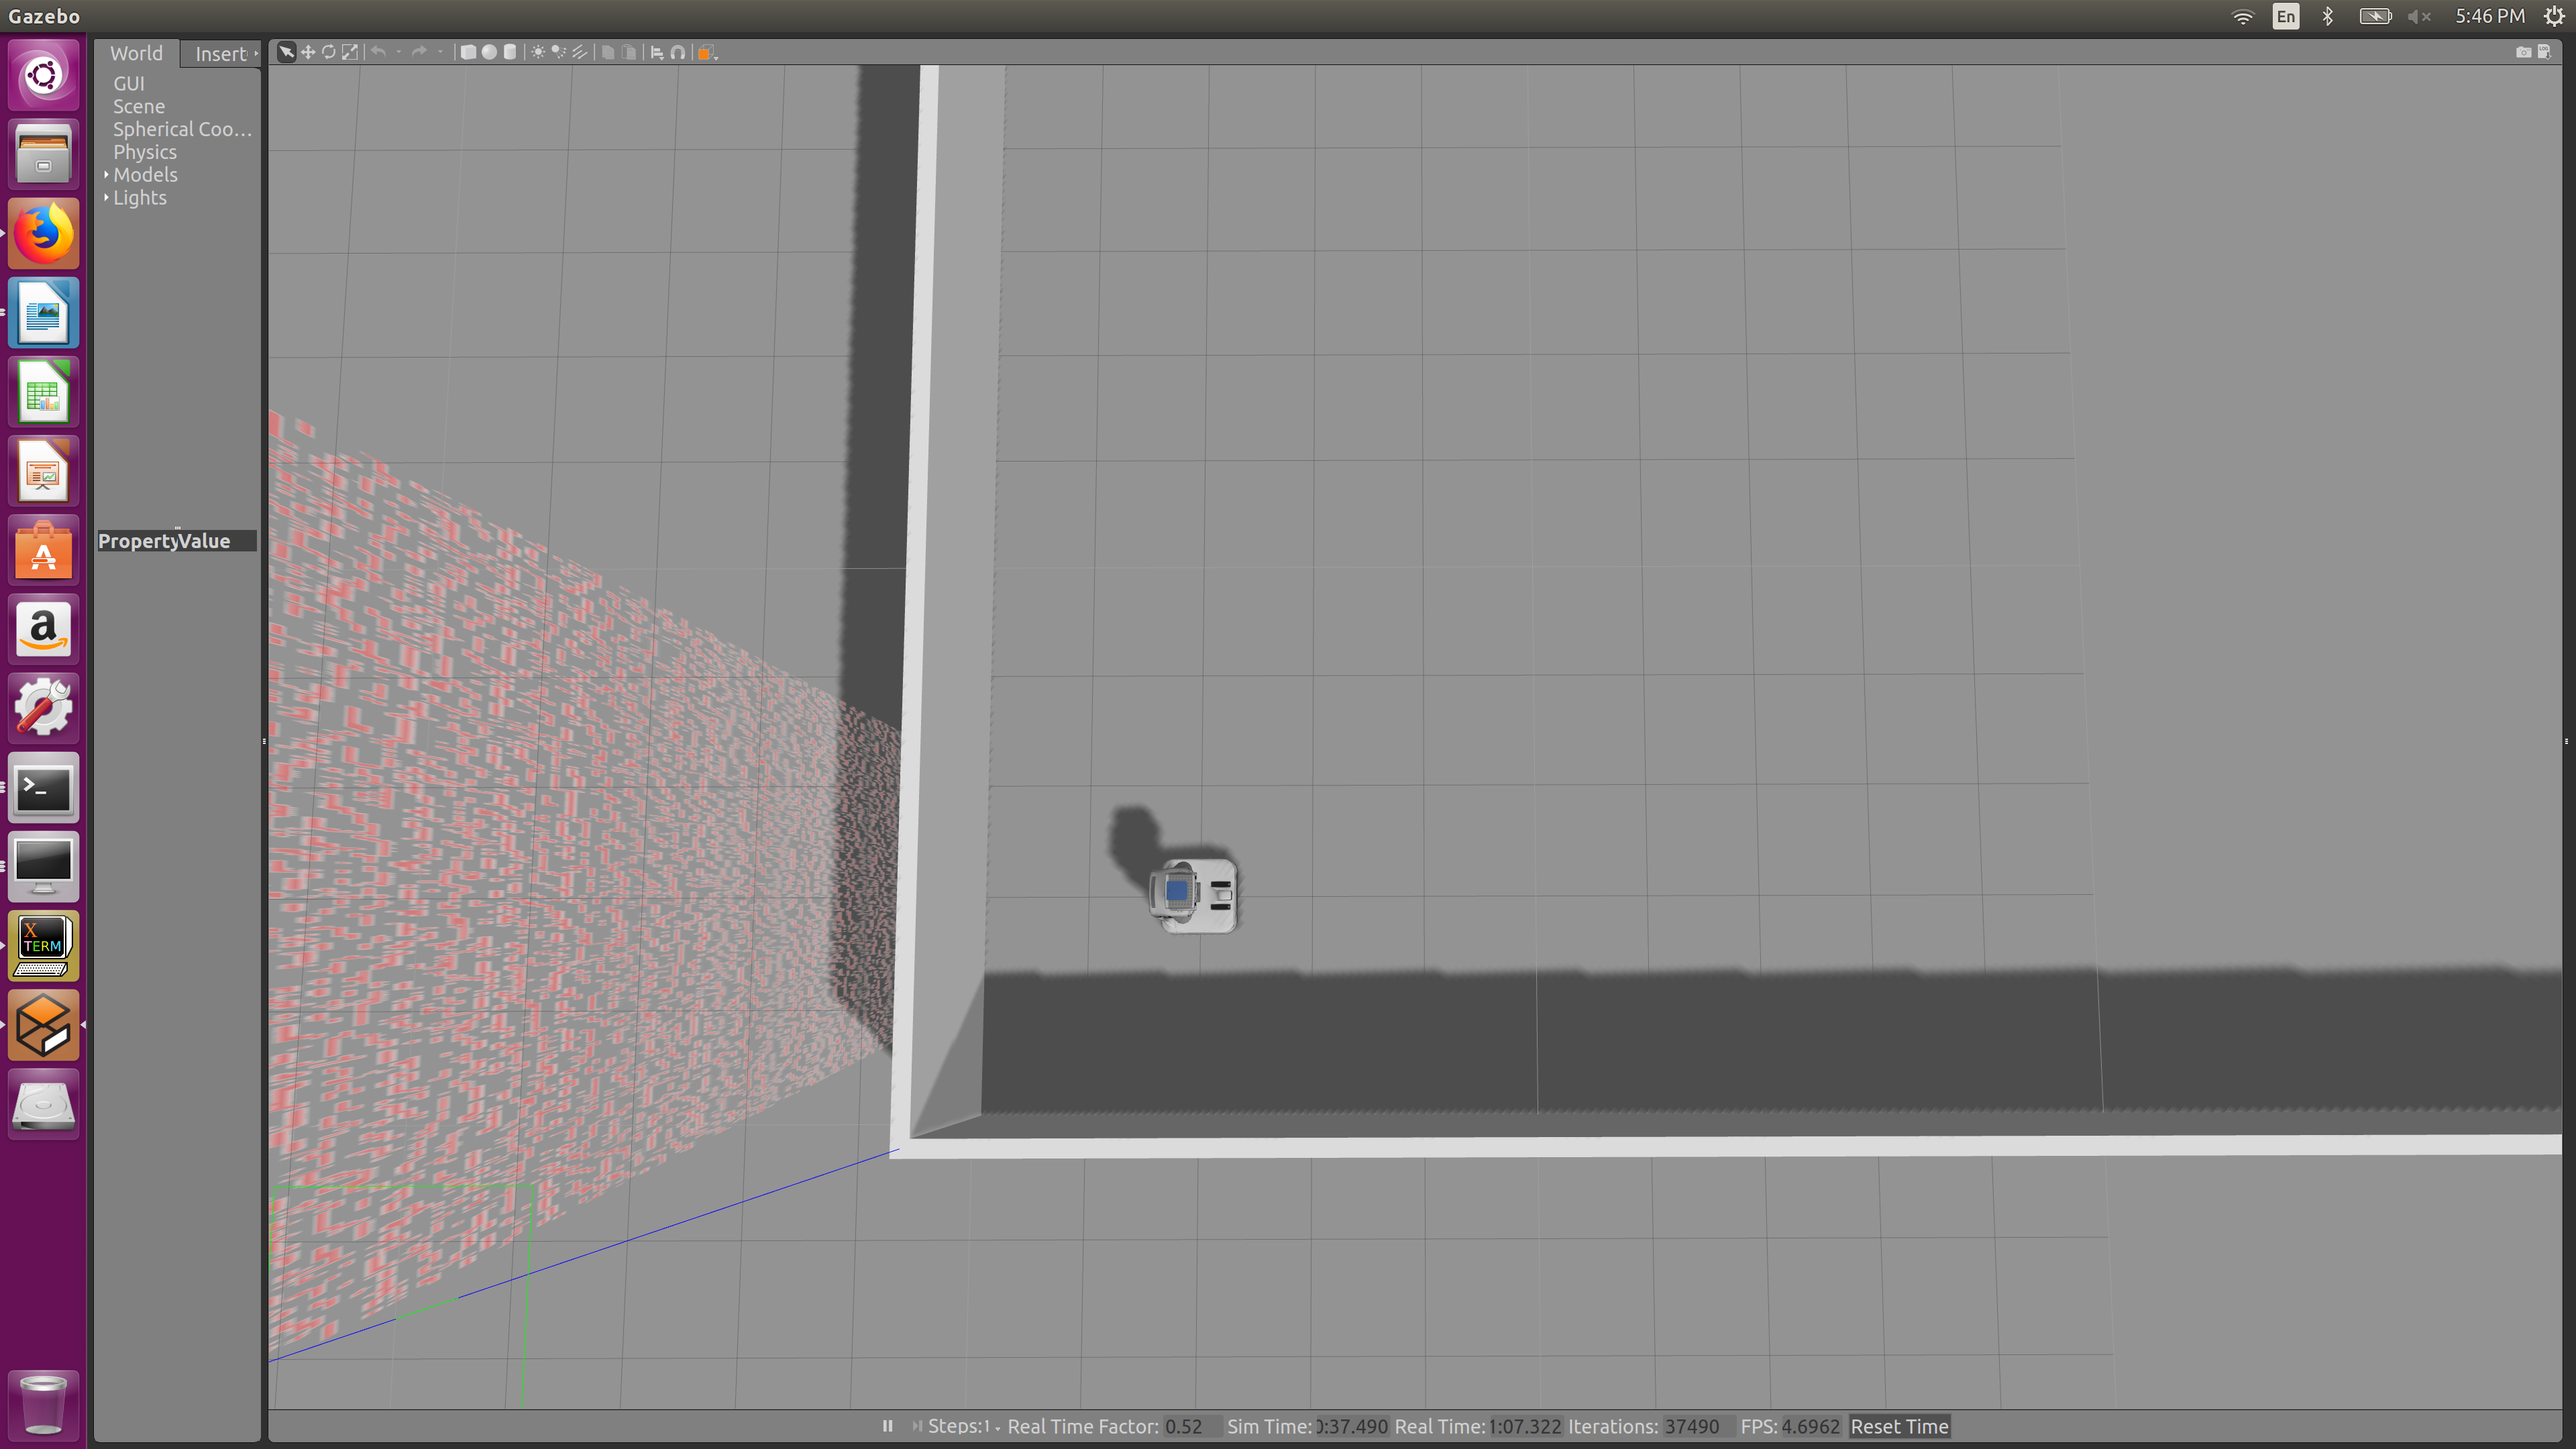 Gazebo
En
5:46 PM
World
Insert
GUI
Scene
Spherical Coo...
Physics
Models
Lights
PropertyValue
a
X
TERM
Steps:1
Real Time Factor: 0.52
Sim Time: 0:37.490
Real Time: 1:07.322
Iterations: 37490
FPS: 4.6962
Reset Time